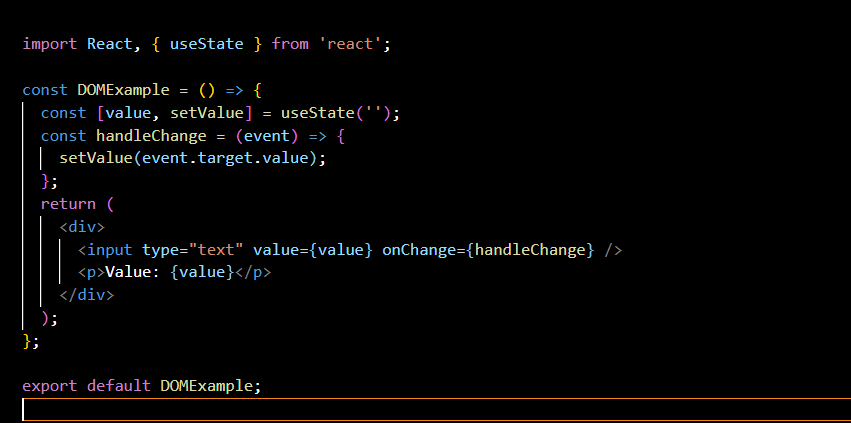 import React, { useState } from 'react';
const DOMExample = () => {
const [value, setValue] = useState('');
const handleChange = (event) => {
setValue(event.target.value);
};
return (
<div>
<input type="text" value={value} onChange={handleChange} />
<p>Value: {value}</p>
</div>
);
};
export default DOMExample;